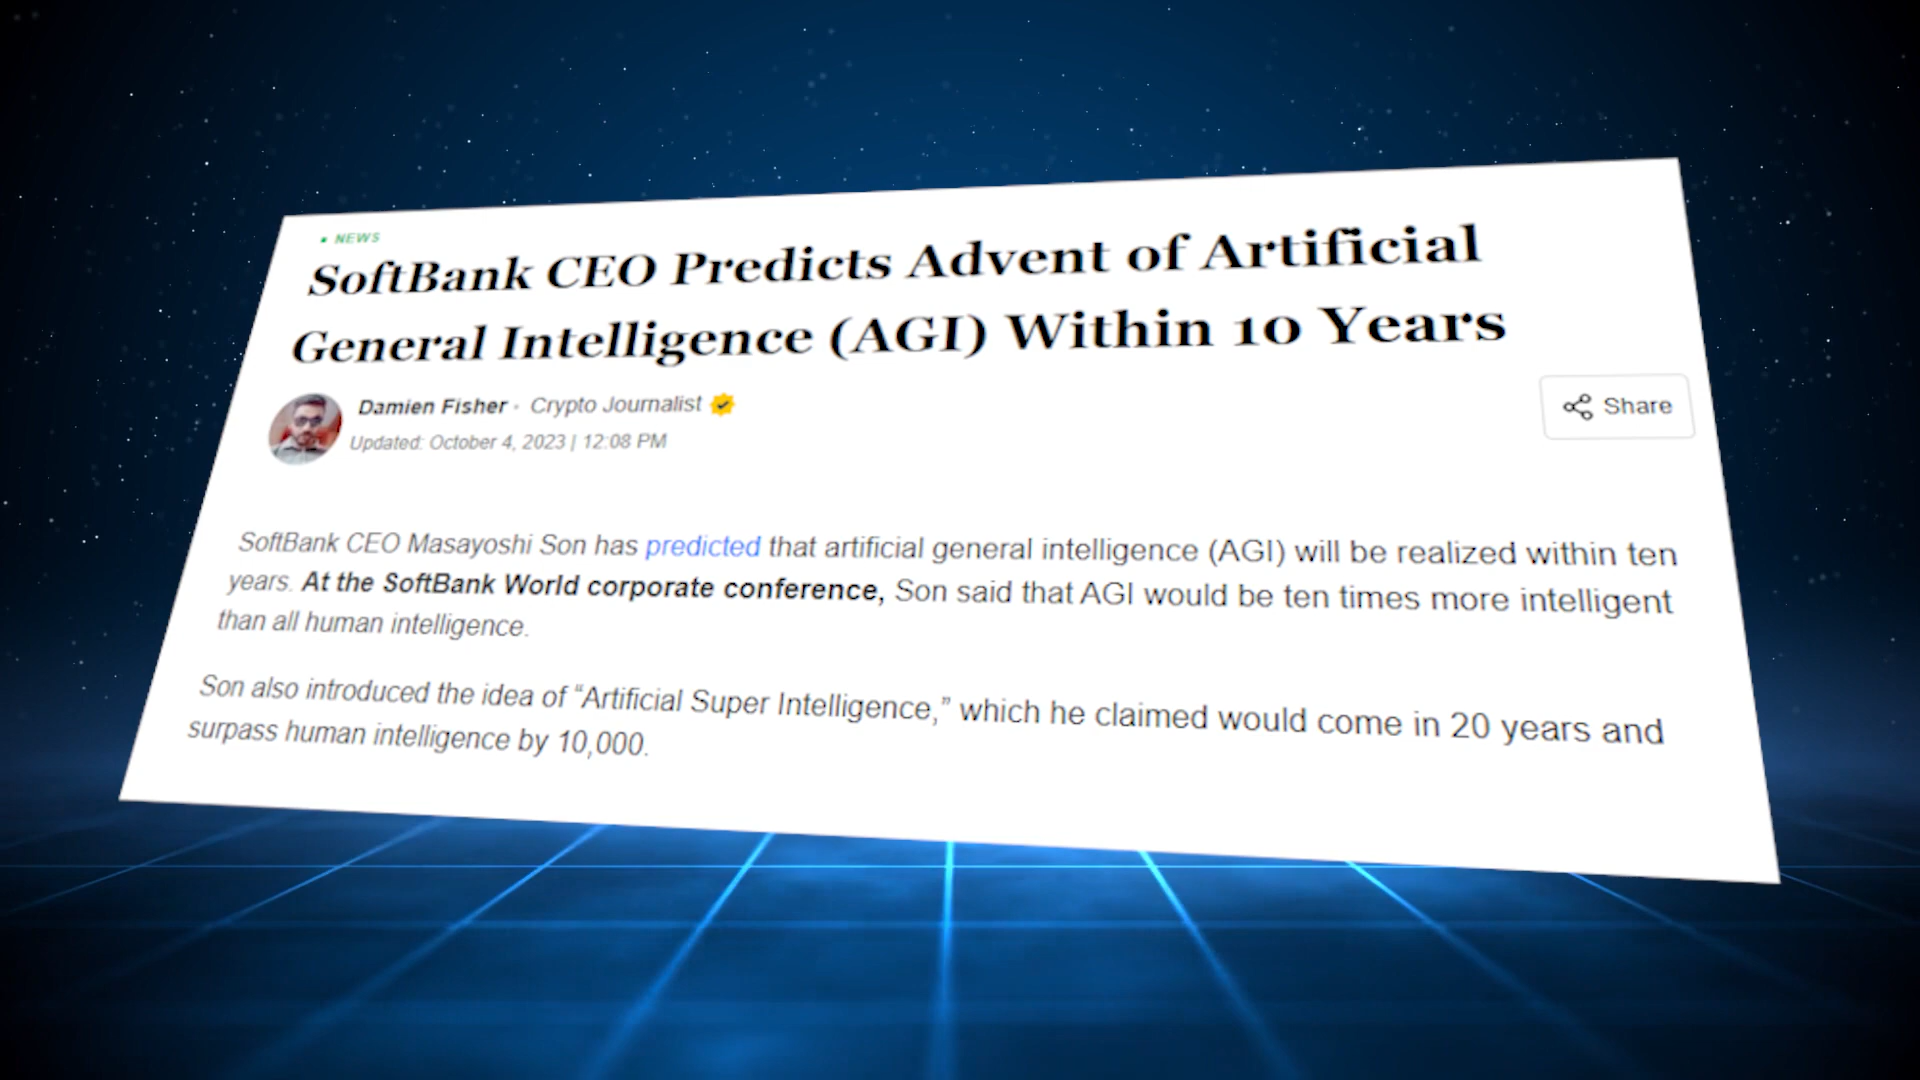 NEWS
SoftBank CEO Predicts Advent of Artificial
General Intelligence (AGI) Within 10 Years
Damien Fisher · Crypto Journalist
Updated: October 4, 2023 | 12:08 PM
Share
SoftBank CEO Masayoshi Son has predicted that artificial general intelligence (AGI) will be realized within ten
years. At the SoftBank World corporate conference, Son said that AGI would be ten times more intelligent
than all human intelligence.
Son also introduced the idea of “Artificial Super Intelligence,” which he claimed would come in 20 years and
surpass human intelligence by 10,000.